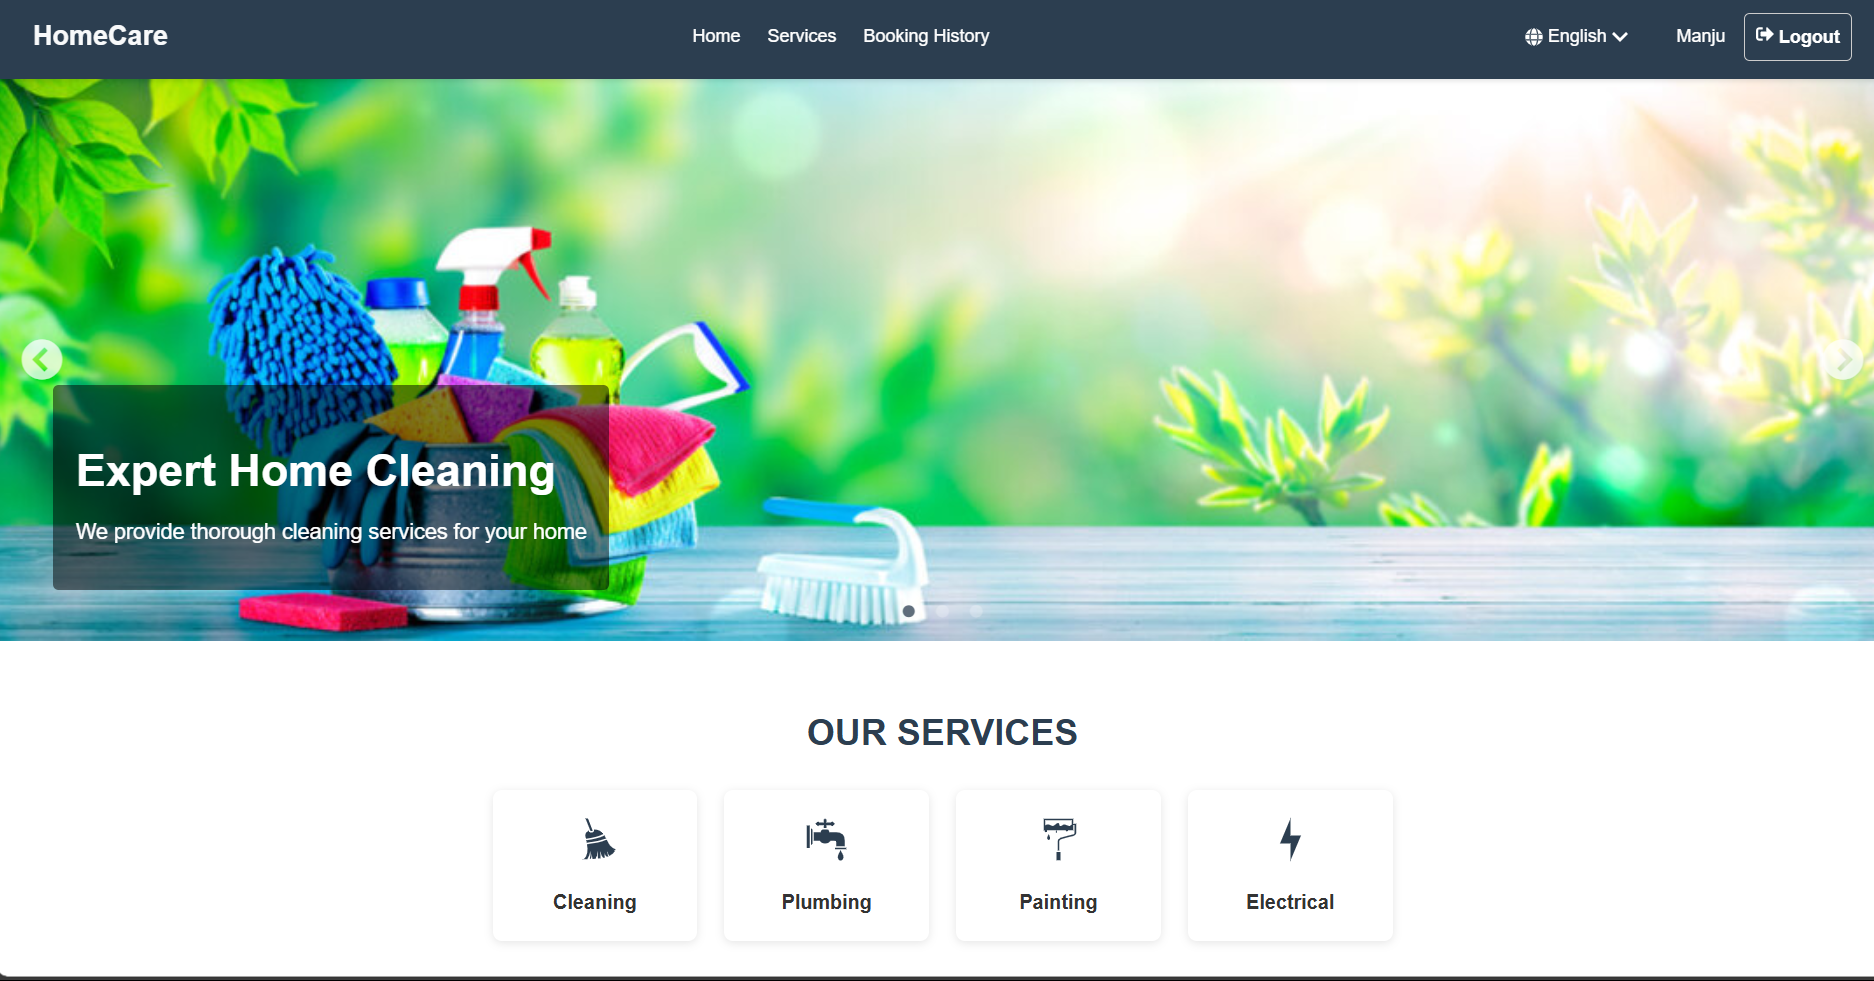 HomeCare
Home Services Booking History
English Manju Logout
Expert Home Cleaning
We provide thorough cleaning services for your home
OUR SERVICES
Cleaning Plumbing Painting Electrical